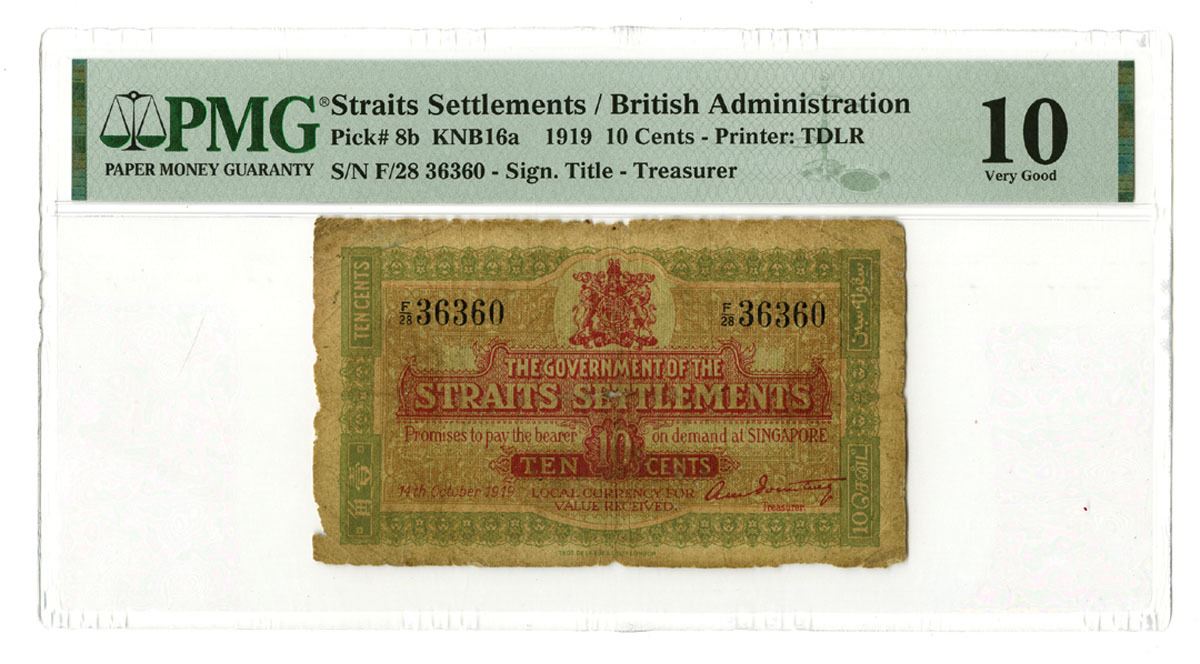 PMG®
PAPER MONEY GUARANTY
Straits Settlements / British Administration
Pick# 8b KNB16a 1919 10 Cents - Printer: TDLR
S/N F/28 36360 - Sign. Title - Treasurer
10
Very Good
TEN CENTS
F/28 36360
F/28 36360
THE GOVERNMENT OF THE
STRAITS SETTLEMENTS
Promises to pay the bearer on demand at SINGAPORE
10
TEN CENTS
14th October 1919
LOCAL CURRENCY FOR
VALUE RECEIVED.
Treasurer
壹
角